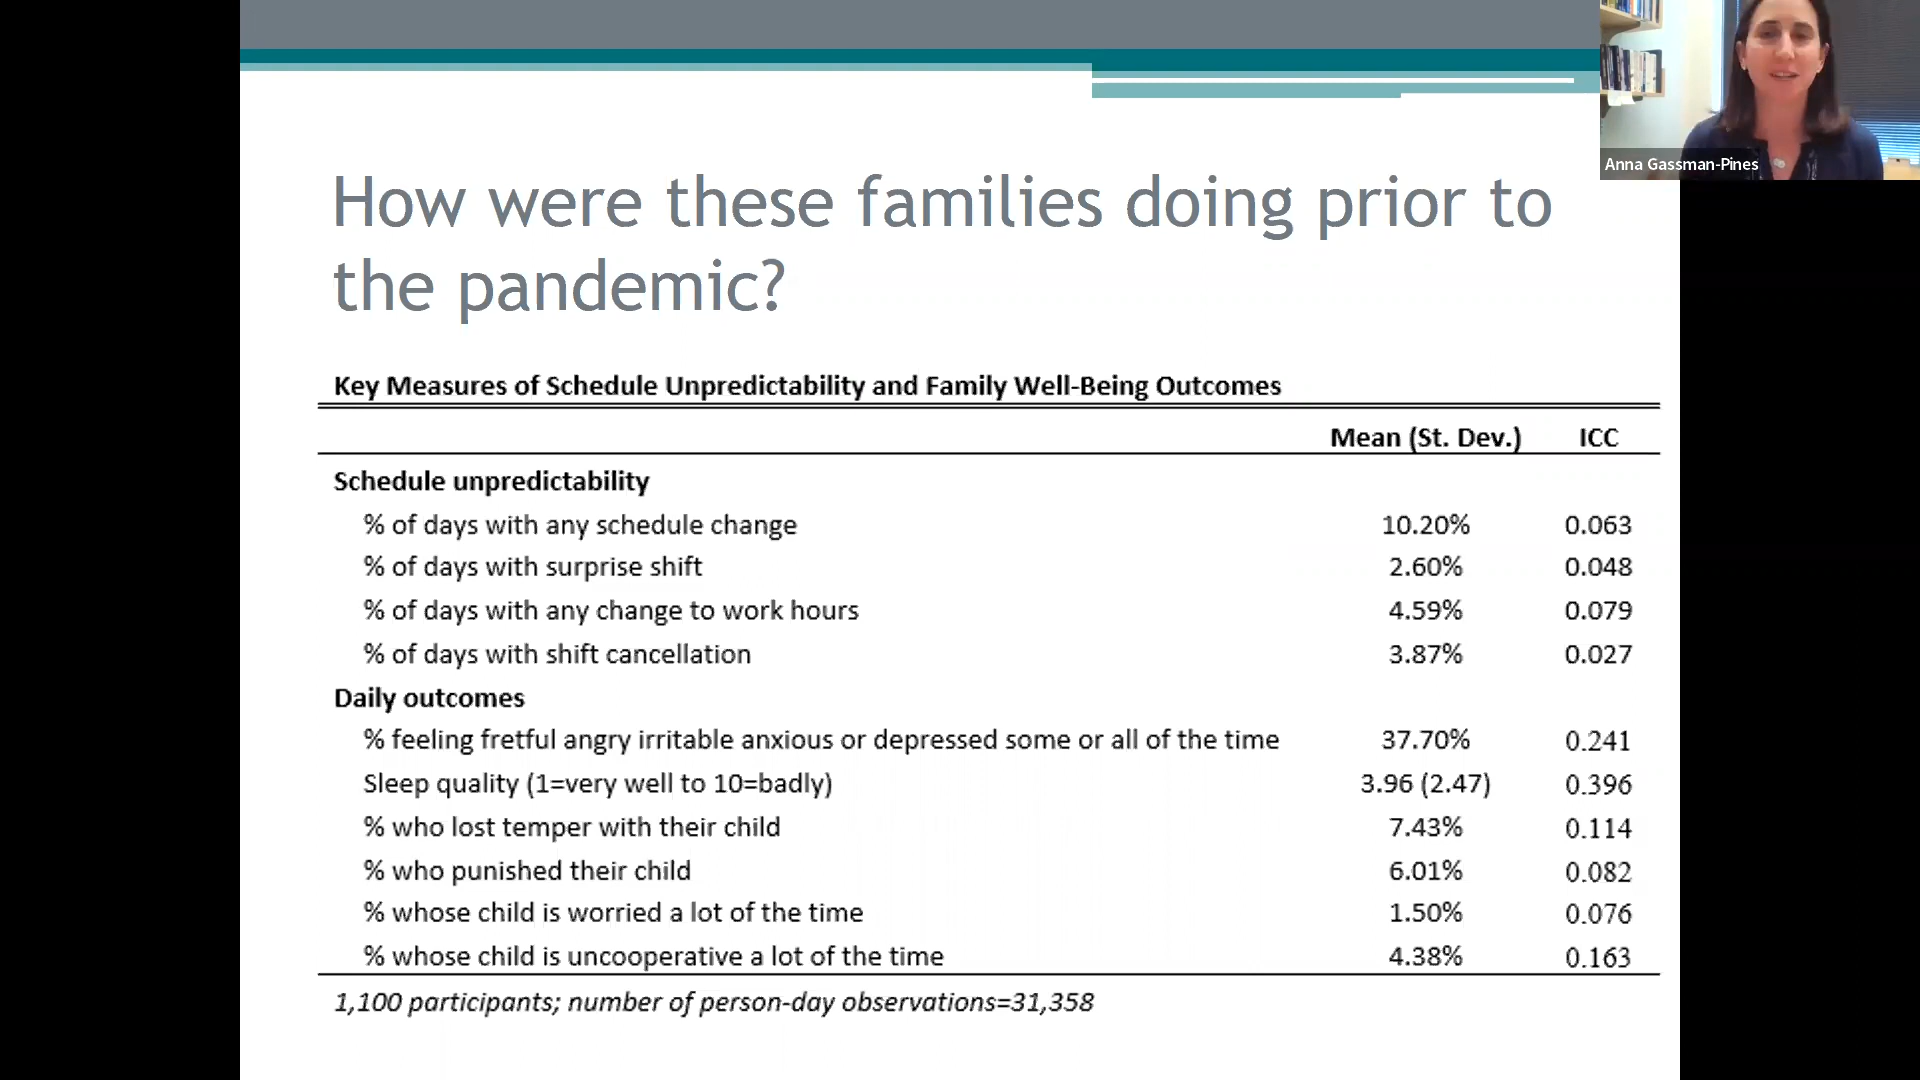 Anna Gassman-Pines
How were these families doing prior to
the pandemic?
Key Measures of Schedule Unpredictability and Family Well-Being Outcomes
Mean (St. Dev.) ICC
Schedule unpredictability
% of days with any schedule change 10.20% 0.063
% of days with surprise shift 2.60% 0.048
% of days with any change to work hours 4.59% 0.079
% of days with shift cancellation 3.87% 0.027
Daily outcomes
% feeling fretful angry irritable anxious or depressed some or all of the time 37.70% 0.241
Sleep quality (1=very well to 10=badly) 3.96 (2.47) 0.396
% who lost temper with their child 7.43% 0.114
% who punished their child 6.01% 0.082
% whose child is worried a lot of the time 1.50% 0.076
% whose child is uncooperative a lot of the time 4.38% 0.163
1,100 participants; number of person-day observations=31,358